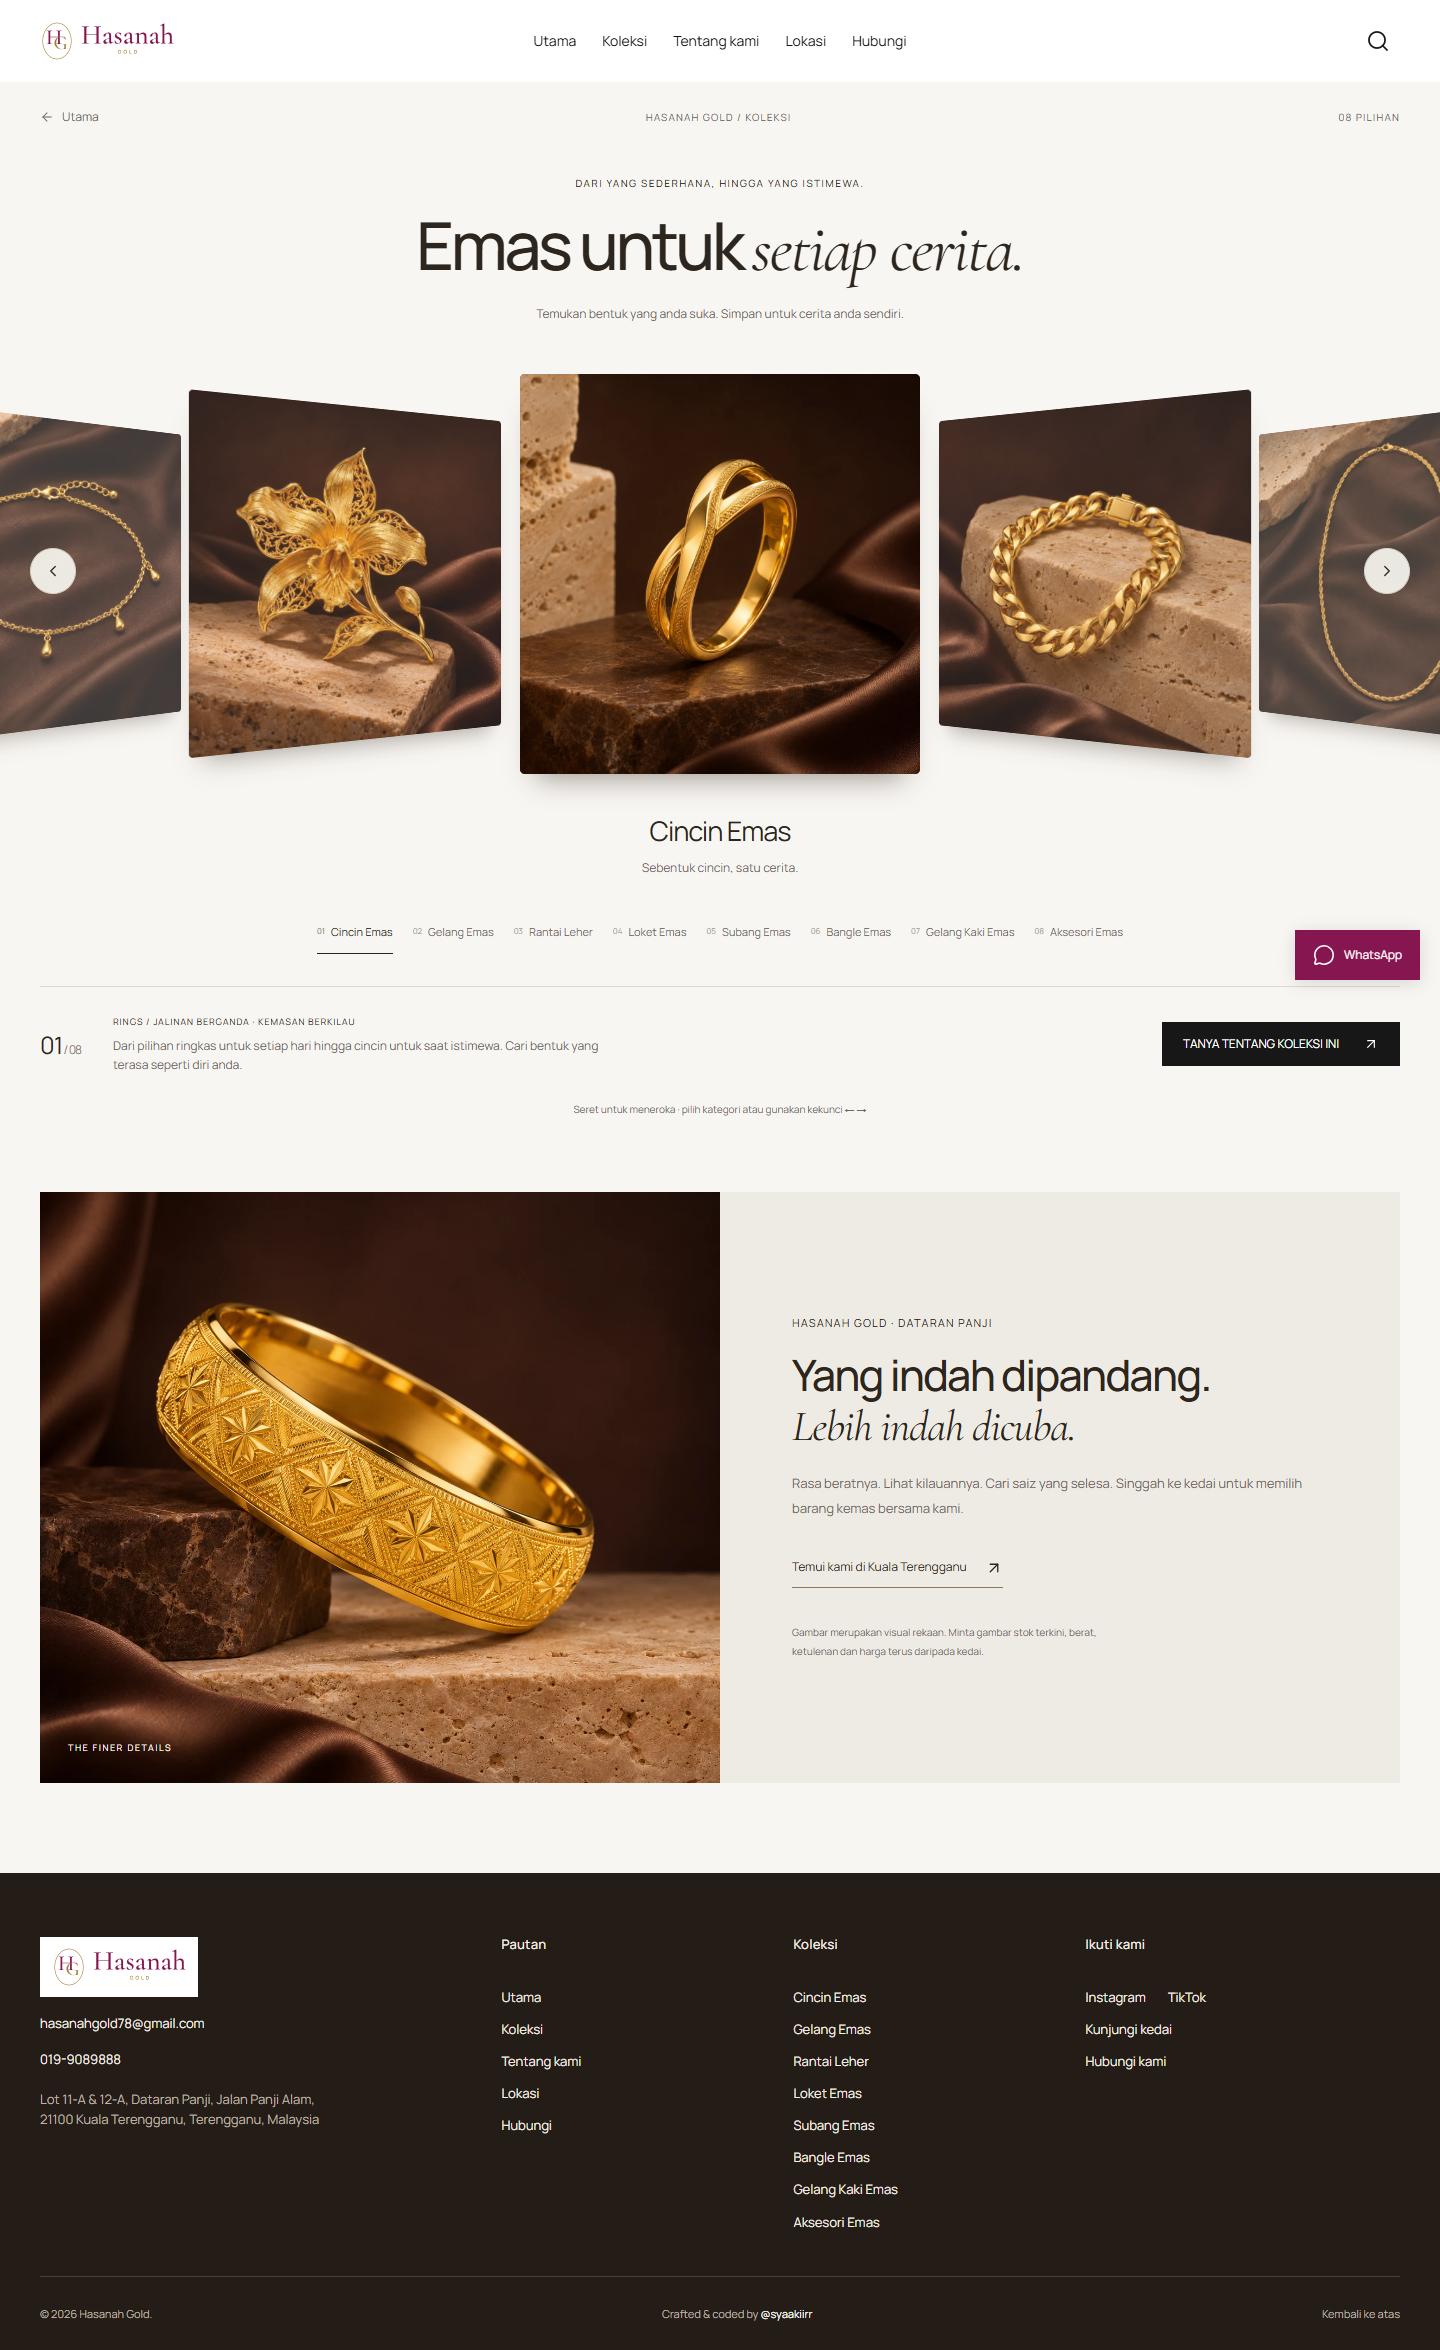 HG Hasanah
GOLD
Utama Koleksi Tentang kami Lokasi Hubungi
Utama
HASANAH GOLD / KOLEKSI
08 PILIHAN
DARI YANG SEDERHANA, HINGGA YANG ISTIMEWA.
Emas untuk setiap cerita.
Temukan bentuk yang anda suka. Simpan untuk cerita anda sendiri.
Cincin Emas
Sebentuk cincin, satu cerita.
01 Cincin Emas 02 Gelang Emas 03 Rantai Leher 04 Loket Emas 05 Subang Emas 06 Bangle Emas 07 Gelang Kaki Emas 08 Aksesori Emas
WhatsApp
01/08
RINGS / JALINAN BERGANDA · KEMASAN BERKILAU
Dari pilihan ringkas untuk setiap hari hingga cincin untuk saat istimewa. Cari bentuk yang
terasa seperti diri anda.
TANYA TENTANG KOLEKSI INI
Seret untuk meneroka · pilih kategori atau gunakan kekunci ← →
THE FINER DETAILS
HASANAH GOLD · DATARAN PANJI
Yang indah dipandang.
Lebih indah dicuba.
Rasa beratnya. Lihat kilauannya. Cari saiz yang selesa. Singgah ke kedai untuk memilih
barang kemas bersama kami.
Temui kami di Kuala Terengganu
Gambar merupakan visual rekaan. Minta gambar stok terkini, berat,
ketulenan dan harga terus daripada kedai.
HG Hasanah
GOLD
hasanahgold78@gmail.com
019-9089888
Lot 11-A & 12-A, Dataran Panji, Jalan Panji Alam,
21100 Kuala Terengganu, Terengganu, Malaysia
Pautan
Utama
Koleksi
Tentang kami
Lokasi
Hubungi
Koleksi
Cincin Emas
Gelang Emas
Rantai Leher
Loket Emas
Subang Emas
Bangle Emas
Gelang Kaki Emas
Aksesori Emas
Ikuti kami
Instagram TikTok
Kunjungi kedai
Hubungi kami
© 2026 Hasanah Gold.
Crafted & coded by @syaakiirr
Kembali ke atas